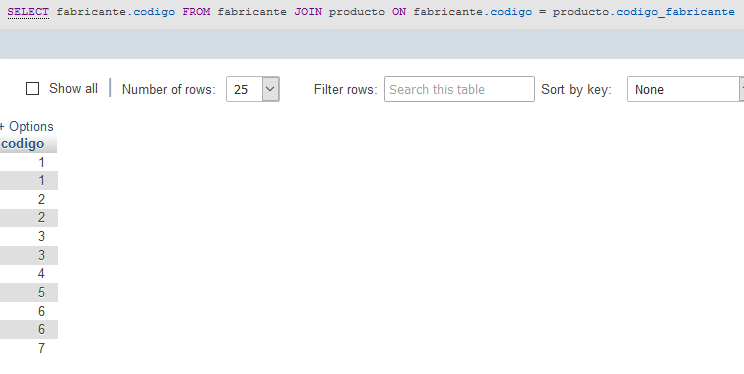 SELECT fabricante.codigo FROM fabricante JOIN producto ON fabricante.codigo = producto.codigo_fabricante
Show all Number of rows: 25 Filter rows: Search this table Sort by key: None
+ Options
codigo
1
1
2
2
3
3
4
5
6
6
7